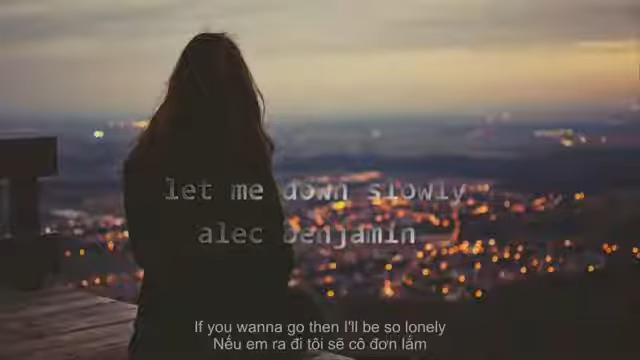 let me down slowly
alec benjamin
If you wanna go then I'll be so lonely
Nếu em ra đi tôi sẽ cô đơn lắm